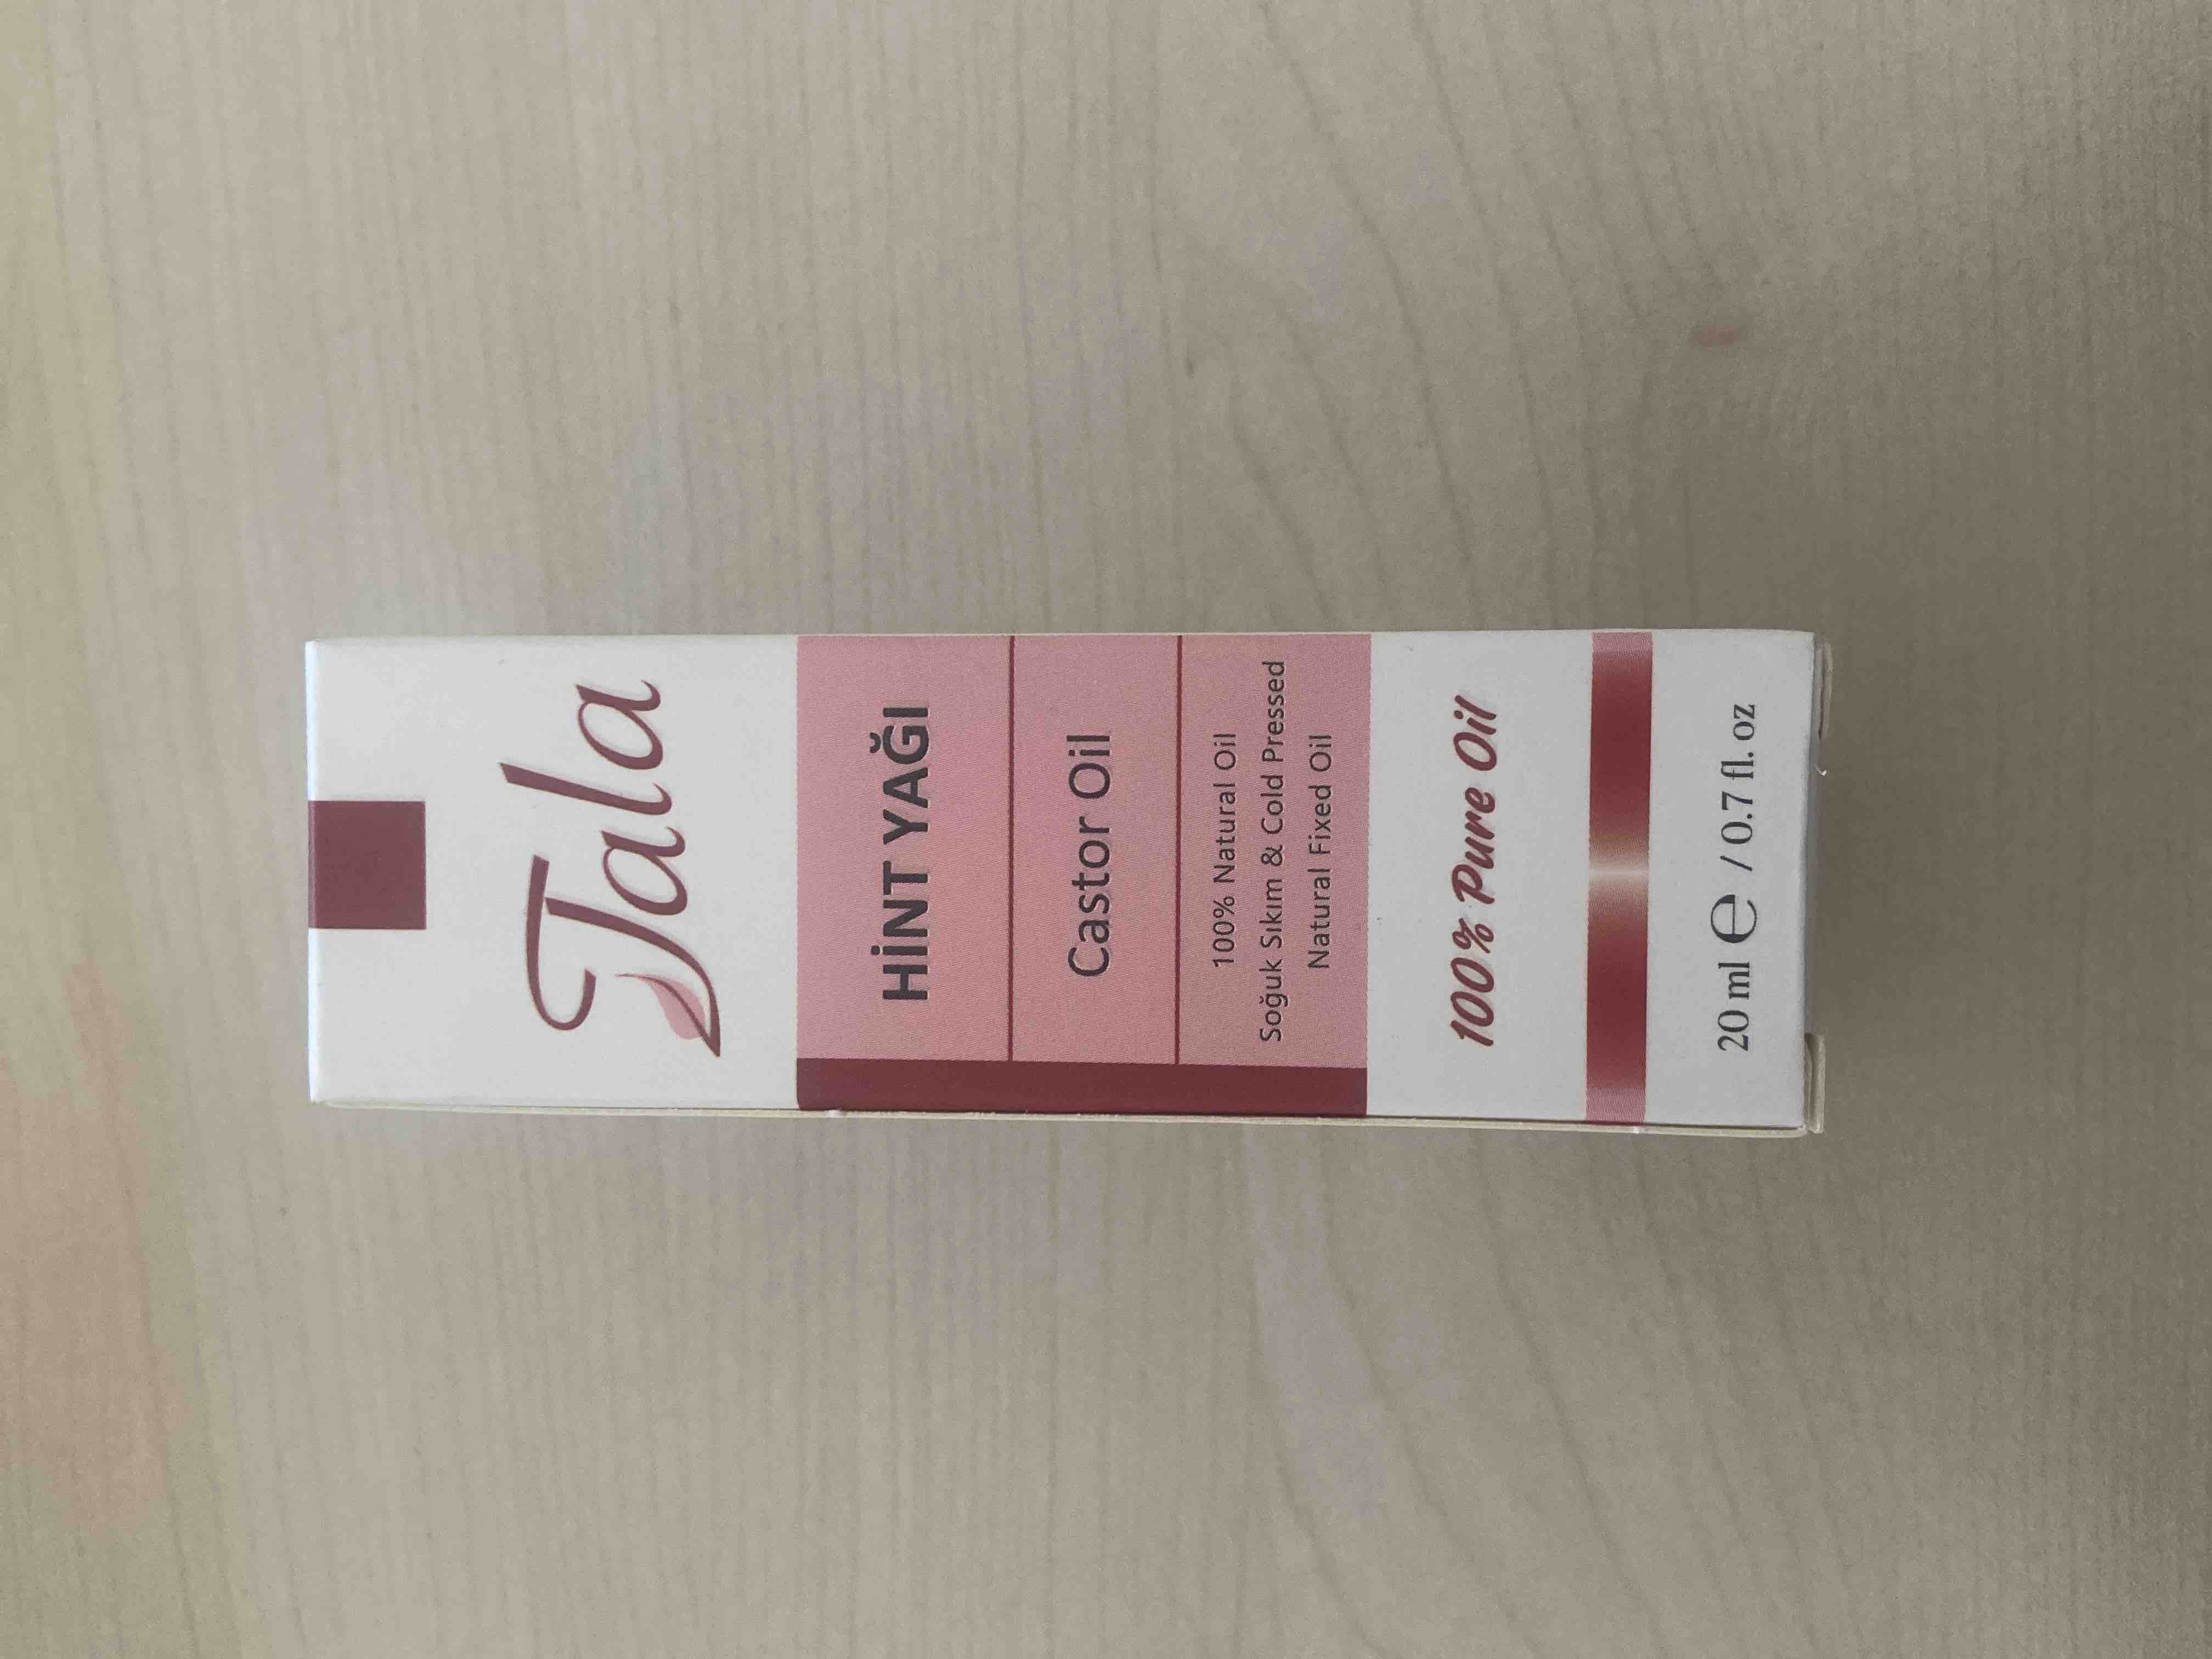 Tala
HİNT YAĞI
Castor Oil
100% Natural Oil
Soğuk Sıkım & Cold Pressed
Natural Fixed Oil
100% Pure Oil
20 ml ℮ / 0.7 fl. oz